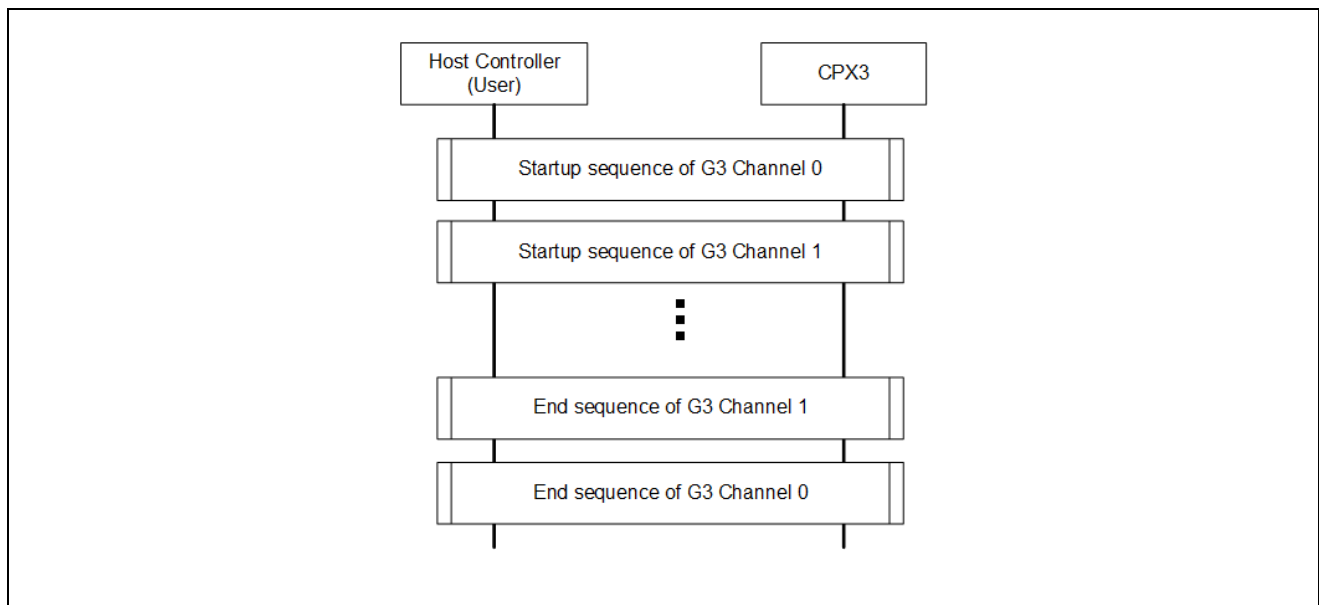 Host Controller
(User)
CPX3
Startup sequence of G3 Channel 0
Startup sequence of G3 Channel 1
End sequence of G3 Channel 1
End sequence of G3 Channel 0